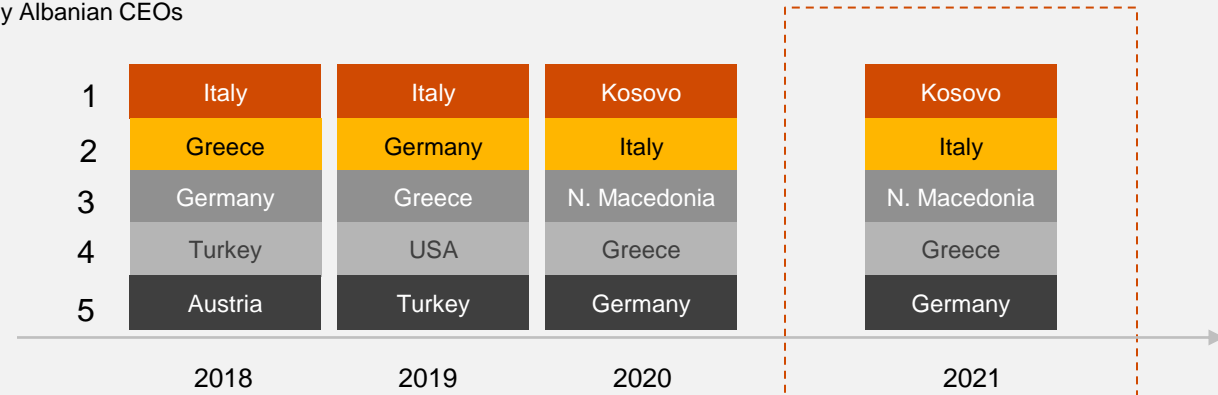 y Albanian CEOs
1 Italy Italy Kosovo Kosovo
2 Greece Germany Italy Italy
3 Germany Greece N. Macedonia N. Macedonia
4 Turkey USA Greece Greece
5 Austria Turkey Germany Germany
2018 2019 2020 2021